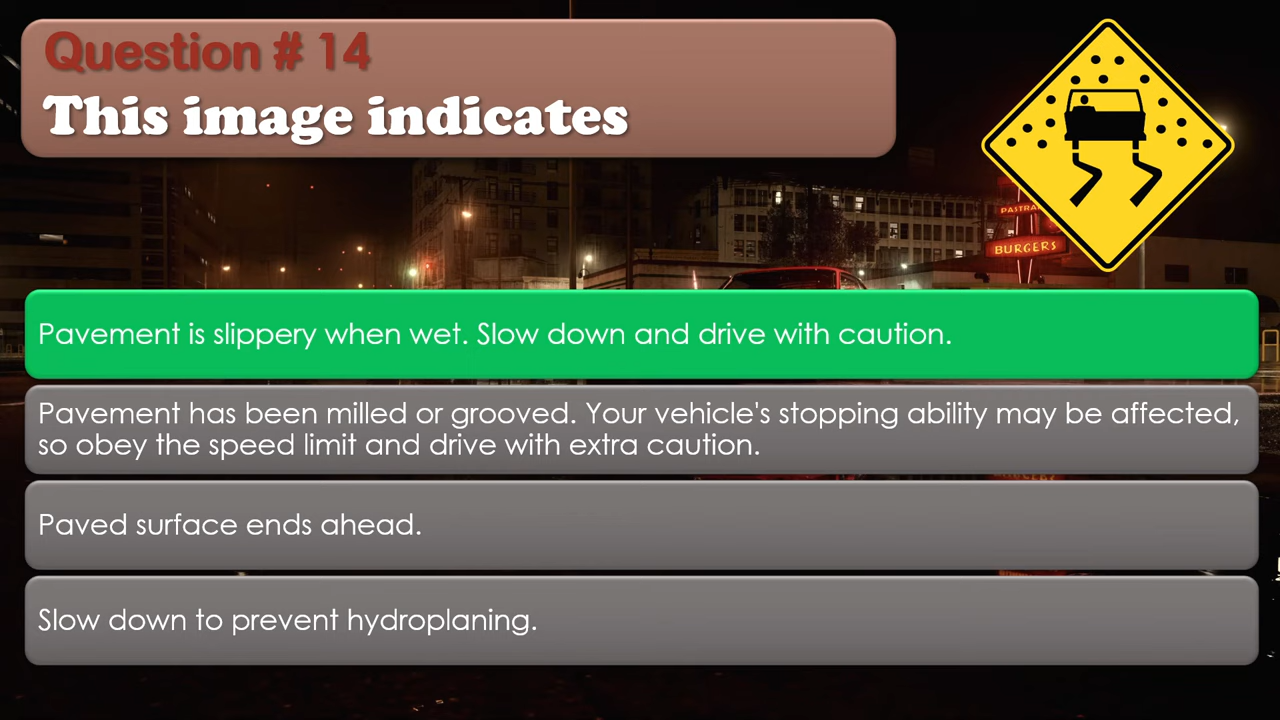 Question # 14
This image indicates
PASTRA
BURGERS
Pavement is slippery when wet. Slow down and drive with caution.
Pavement has been milled or grooved. Your vehicle's stopping ability may be affected,
so obey the speed limit and drive with extra caution.
Paved surface ends ahead.
Slow down to prevent hydroplaning.